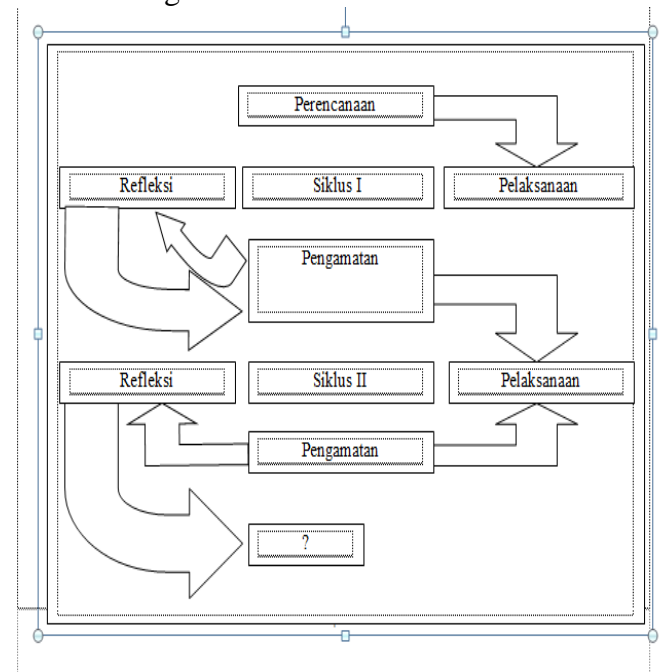 Perencanaan
Refleksi
Siklus I
Pelaksanaan
Pengamatan
Refleksi
Siklus II
Pelaksanaan
Pengamatan
?